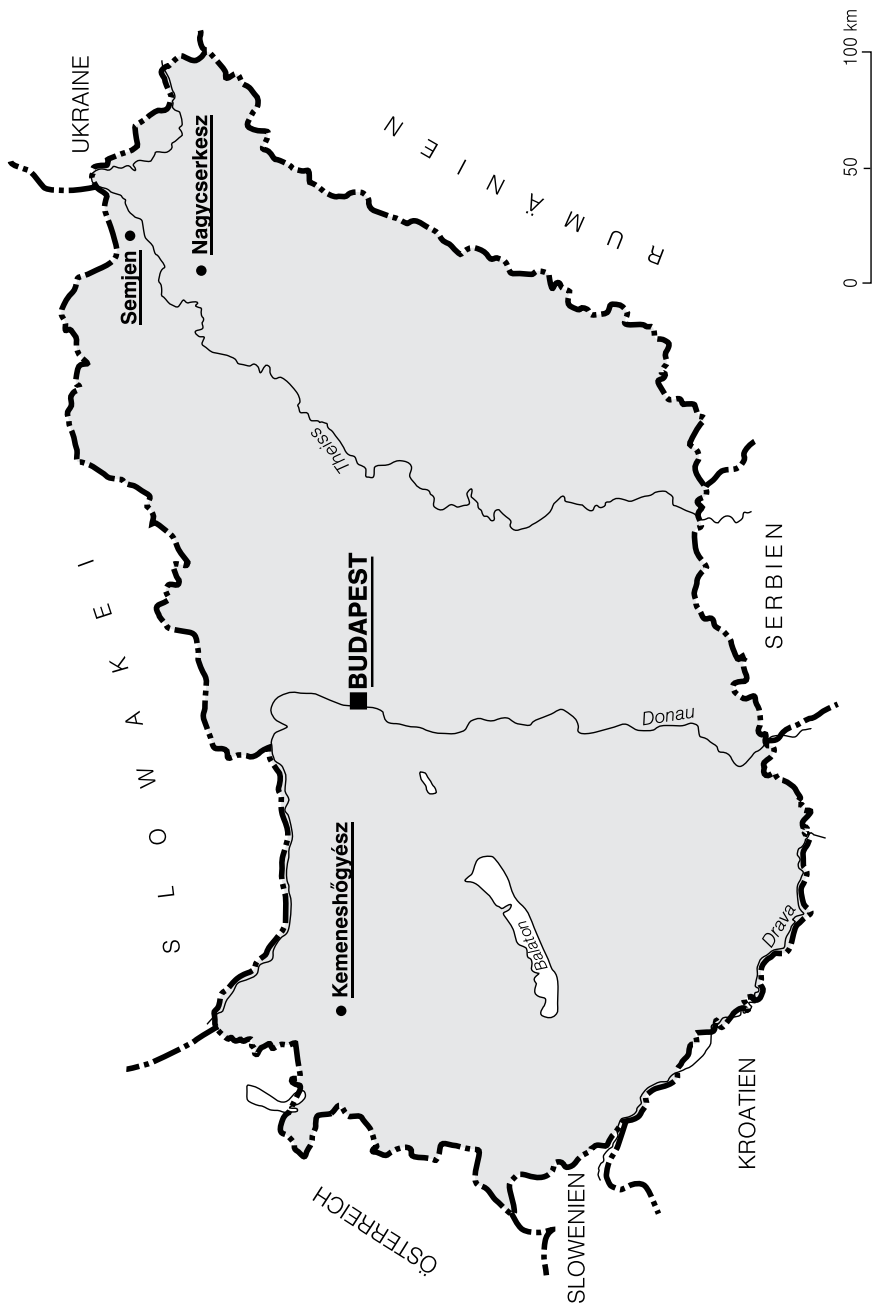 UKRAINE
SLOWAKEI
Semjen
Nagycserkesz
RUMÄNIEN
Theiss
BUDAPEST
Kemeneshőgyész
Donau
Balaton
ÖSTERREICH
SLOWENIEN
KROATIEN
Drava
SERBIEN
0 50 100 km